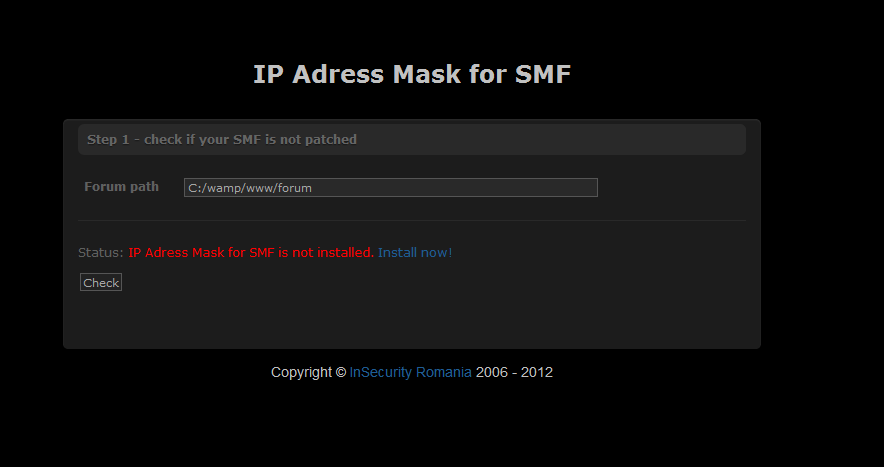 IP Adress Mask for SMF
Step 1 - check if your SMF is not patched
Forum path
C:/wamp/www/forum
Status: IP Adress Mask for SMF is not installed. Install now!
Check
Copyright © InSecurity Romania 2006 - 2012